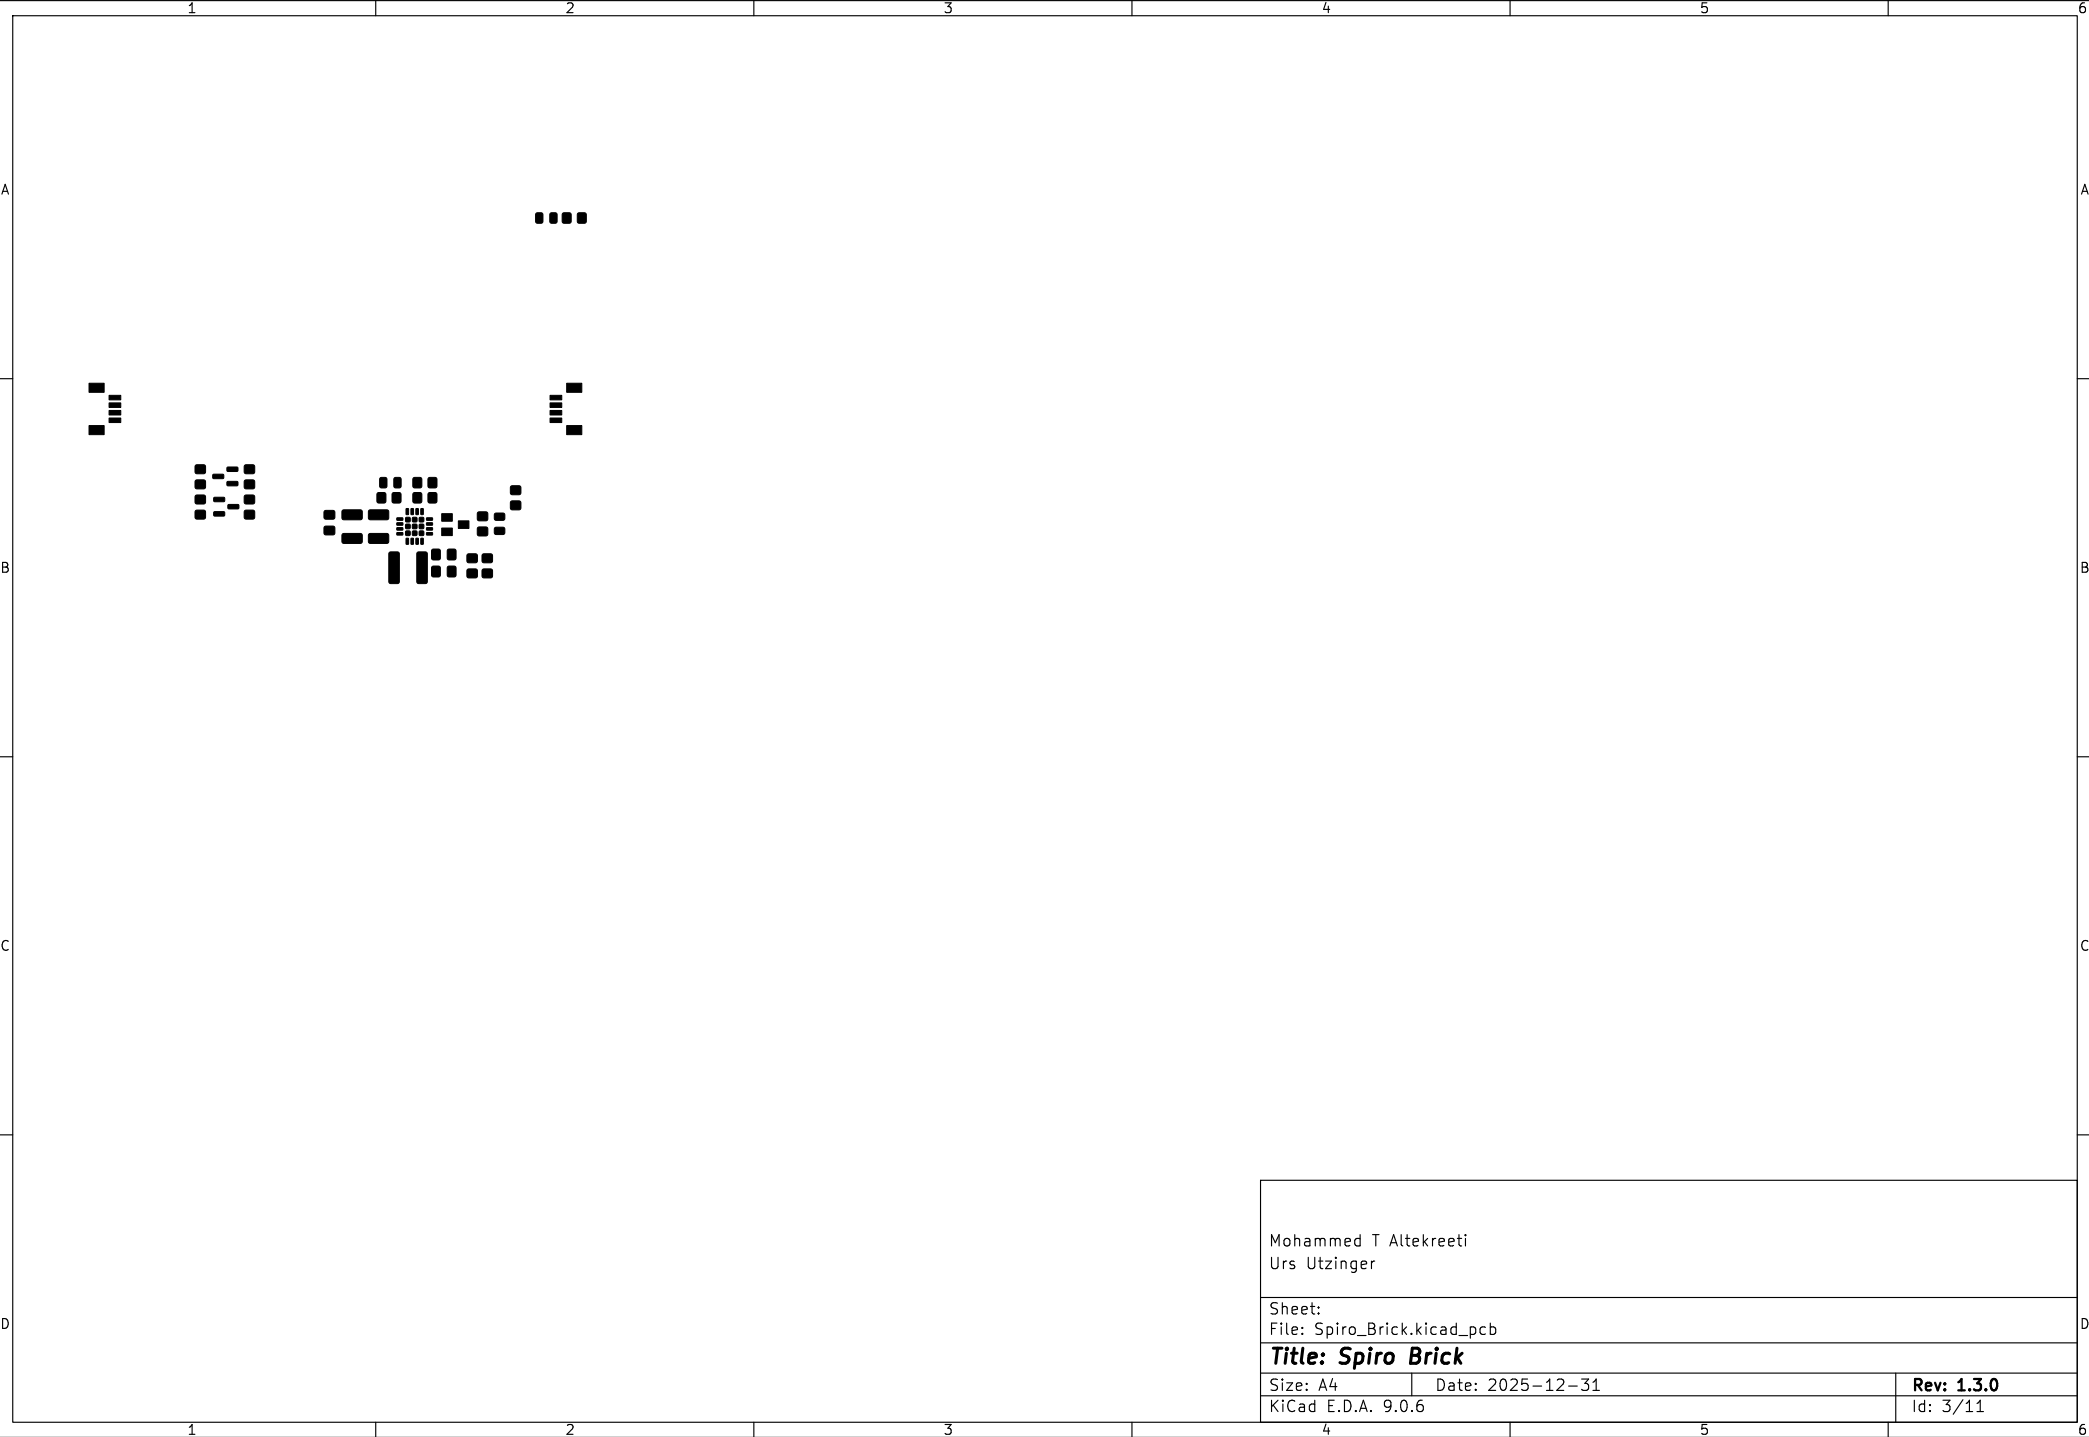 1 2 3 4 5 6
A A
B B
C C
Mohammed T Altekreeti
Urs Utzinger
Sheet:
D D
File: Spiro_Brick.kicad_pcb
Title: Spiro Brick
Size: A4 Date: 2025-12-31 Rev: 1.3.0
KiCad E.D.A. 9.0.6 Id: 3/11
1 2 3 4 5 6